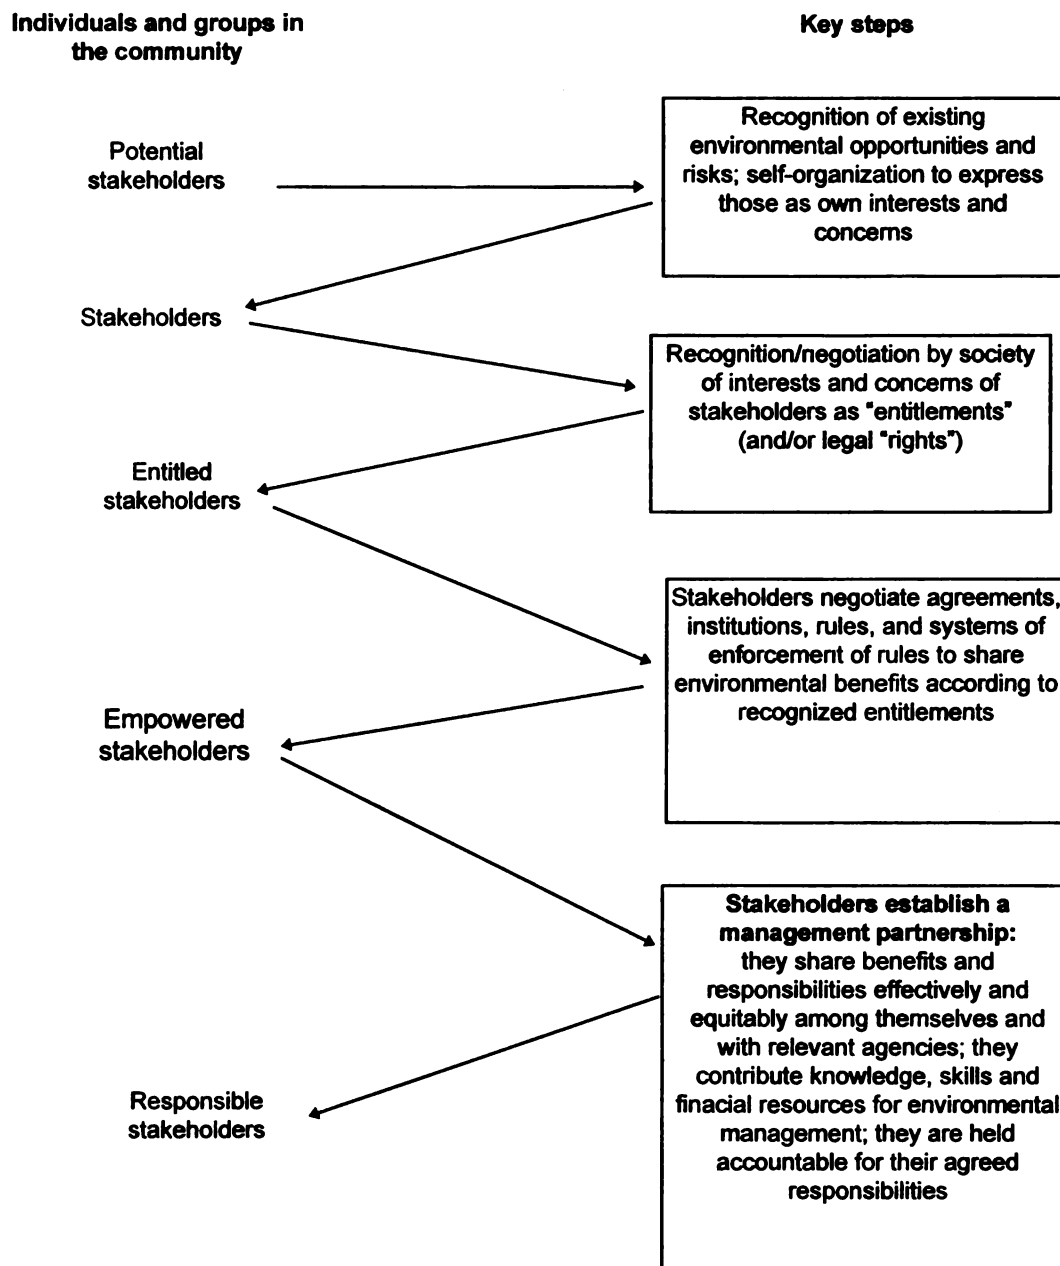 Individuals and groups in
the community
Key steps
Potential
stakeholders
Recognition of existing
environmental opportunities and
risks; self-organization to express
those as own interests and
concerns
Stakeholders
Recognition/negotiation by society
of interests and concerns of
stakeholders as "entitlements"
(and/or legal "rights")
Entitled
stakeholders
Stakeholders negotiate agreements,
institutions, rules, and systems of
enforcement of rules to share
environmental benefits according to
recognized entitlements
Empowered
stakeholders
Stakeholders establish a
management partnership:
they share benefits and
responsibilities effectively and
equitably among themselves and
with relevant agencies; they
contribute knowledge, skills and
finacial resources for environmental
management; they are held
accountable for their agreed
responsibilities
Responsible
stakeholders